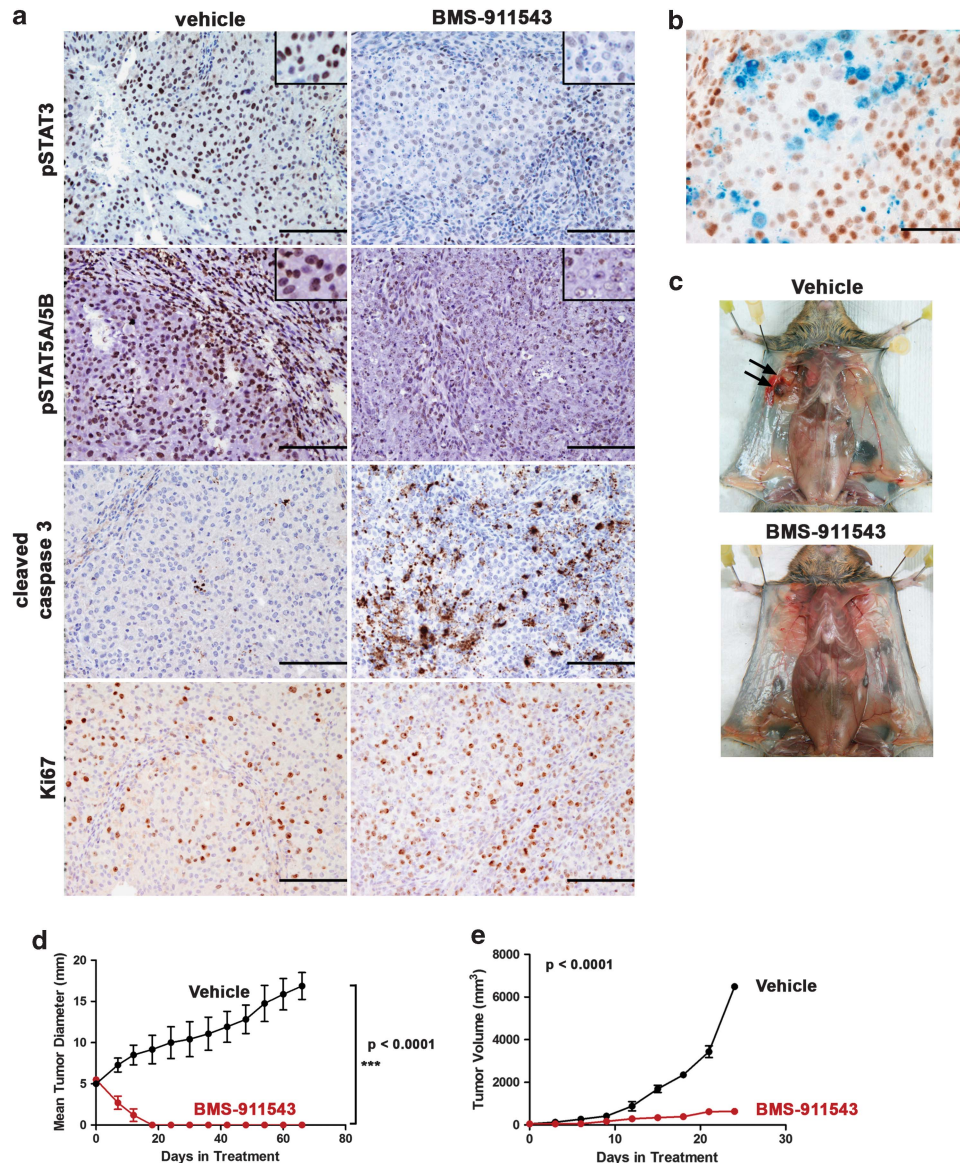 a
vehicle
BMS-911543
pSTAT3
pSTAT5A/5B
cleaved
caspase 3
Ki67
b
c
Vehicle
BMS-911543
d
Mean Tumor Diameter (mm)
20
15
10
5
0
0
20
40
60
80
Days in Treatment
Vehicle
BMS-911543
p < 0.0001
***
e
Tumor Volume (mm³)
8000
6000
4000
2000
0
0
10
20
30
Days in Treatment
p < 0.0001
Vehicle
BMS-911543